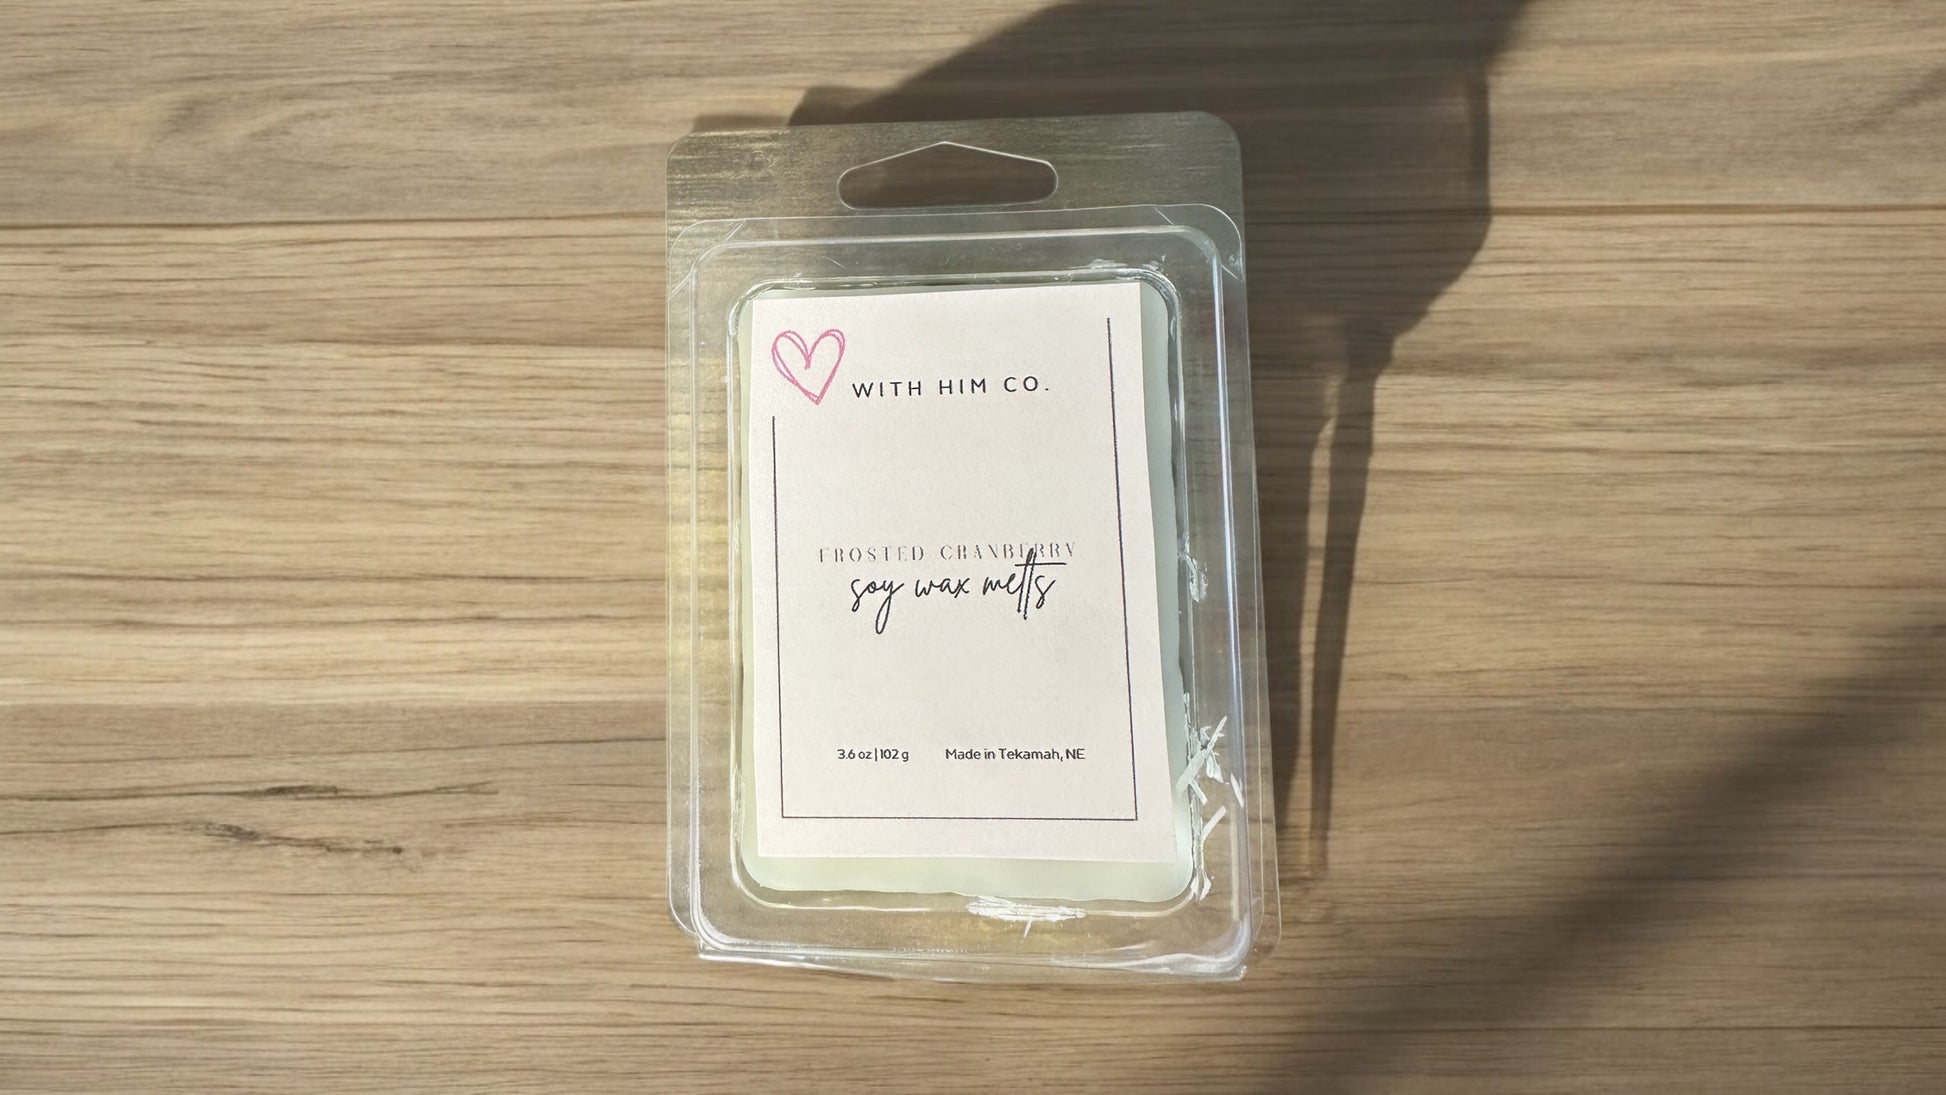 WITH HIM CO.
FROSTED CRANBERRY
soy wax melts
3.6 oz | 102 g Made in Tekamah, NE